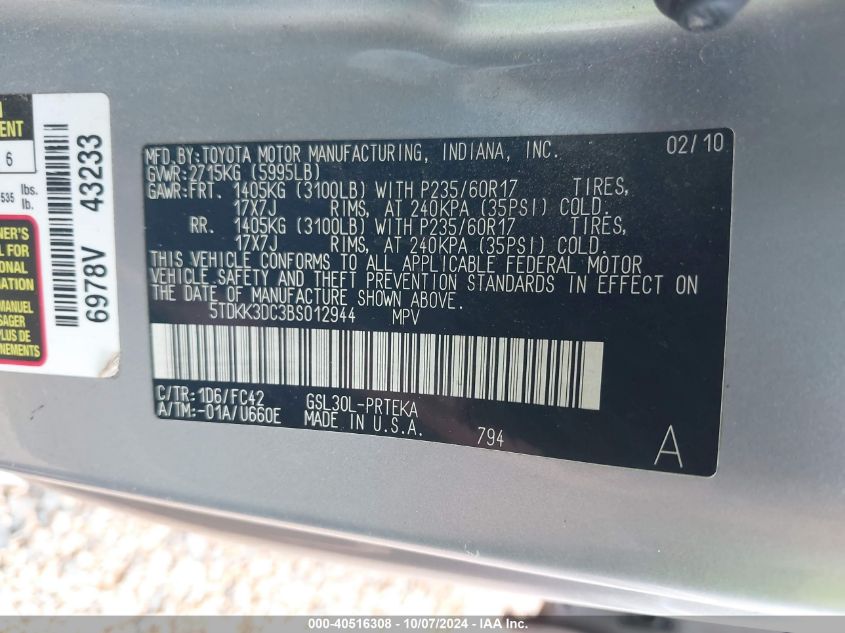 MFD.BY:TOYOTA MOTOR MANUFACTURING, INDIANA, INC. 02/10
GVWR:2715KG (5995LB)
GAWR:FRT. 1405KG (3100LB) WITH P235/60R17 TIRES,
17X7J RIMS, AT 240KPA (35PSI) COLD.
RR. 1405KG (3100LB) WITH P235/60R17 TIRES,
17X7J RIMS, AT 240KPA (35PSI) COLD.
THIS VEHICLE CONFORMS TO ALL APPLICABLE FEDERAL MOTOR
VEHICLE SAFETY AND THEFT PREVENTION STANDARDS IN EFFECT ON
THE DATE OF MANUFACTURE SHOWN ABOVE.
5TDKK3DC3BS012944 MPV
C/TR:1D6/FC42 GSL30L-PRTEKA
A/TM:-01A/U660E MADE IN U.S.A. 794 A
6
535 lbs.
lb.
6978V 43233
000-40516308 - 10/07/2024 - IAA Inc.